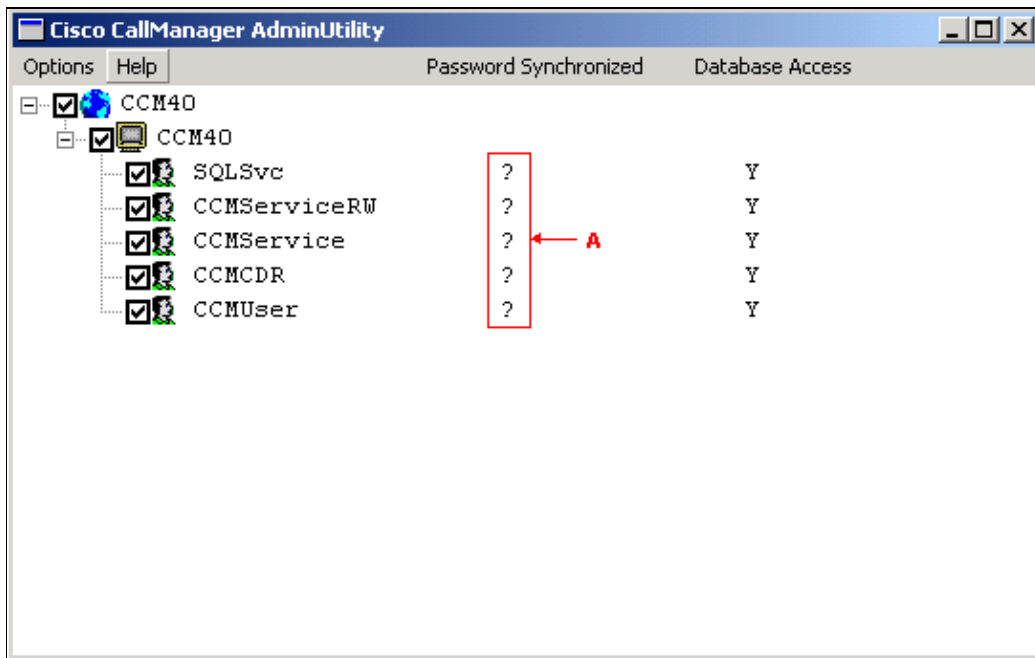 Cisco CallManager AdminUtility
Options Help Password Synchronized Database Access
CCM40
CCM40
SQLSvc ? Y
CCMServiceRW ? Y
CCMService ? A Y
CCMCDR ? Y
CCMUser ? Y